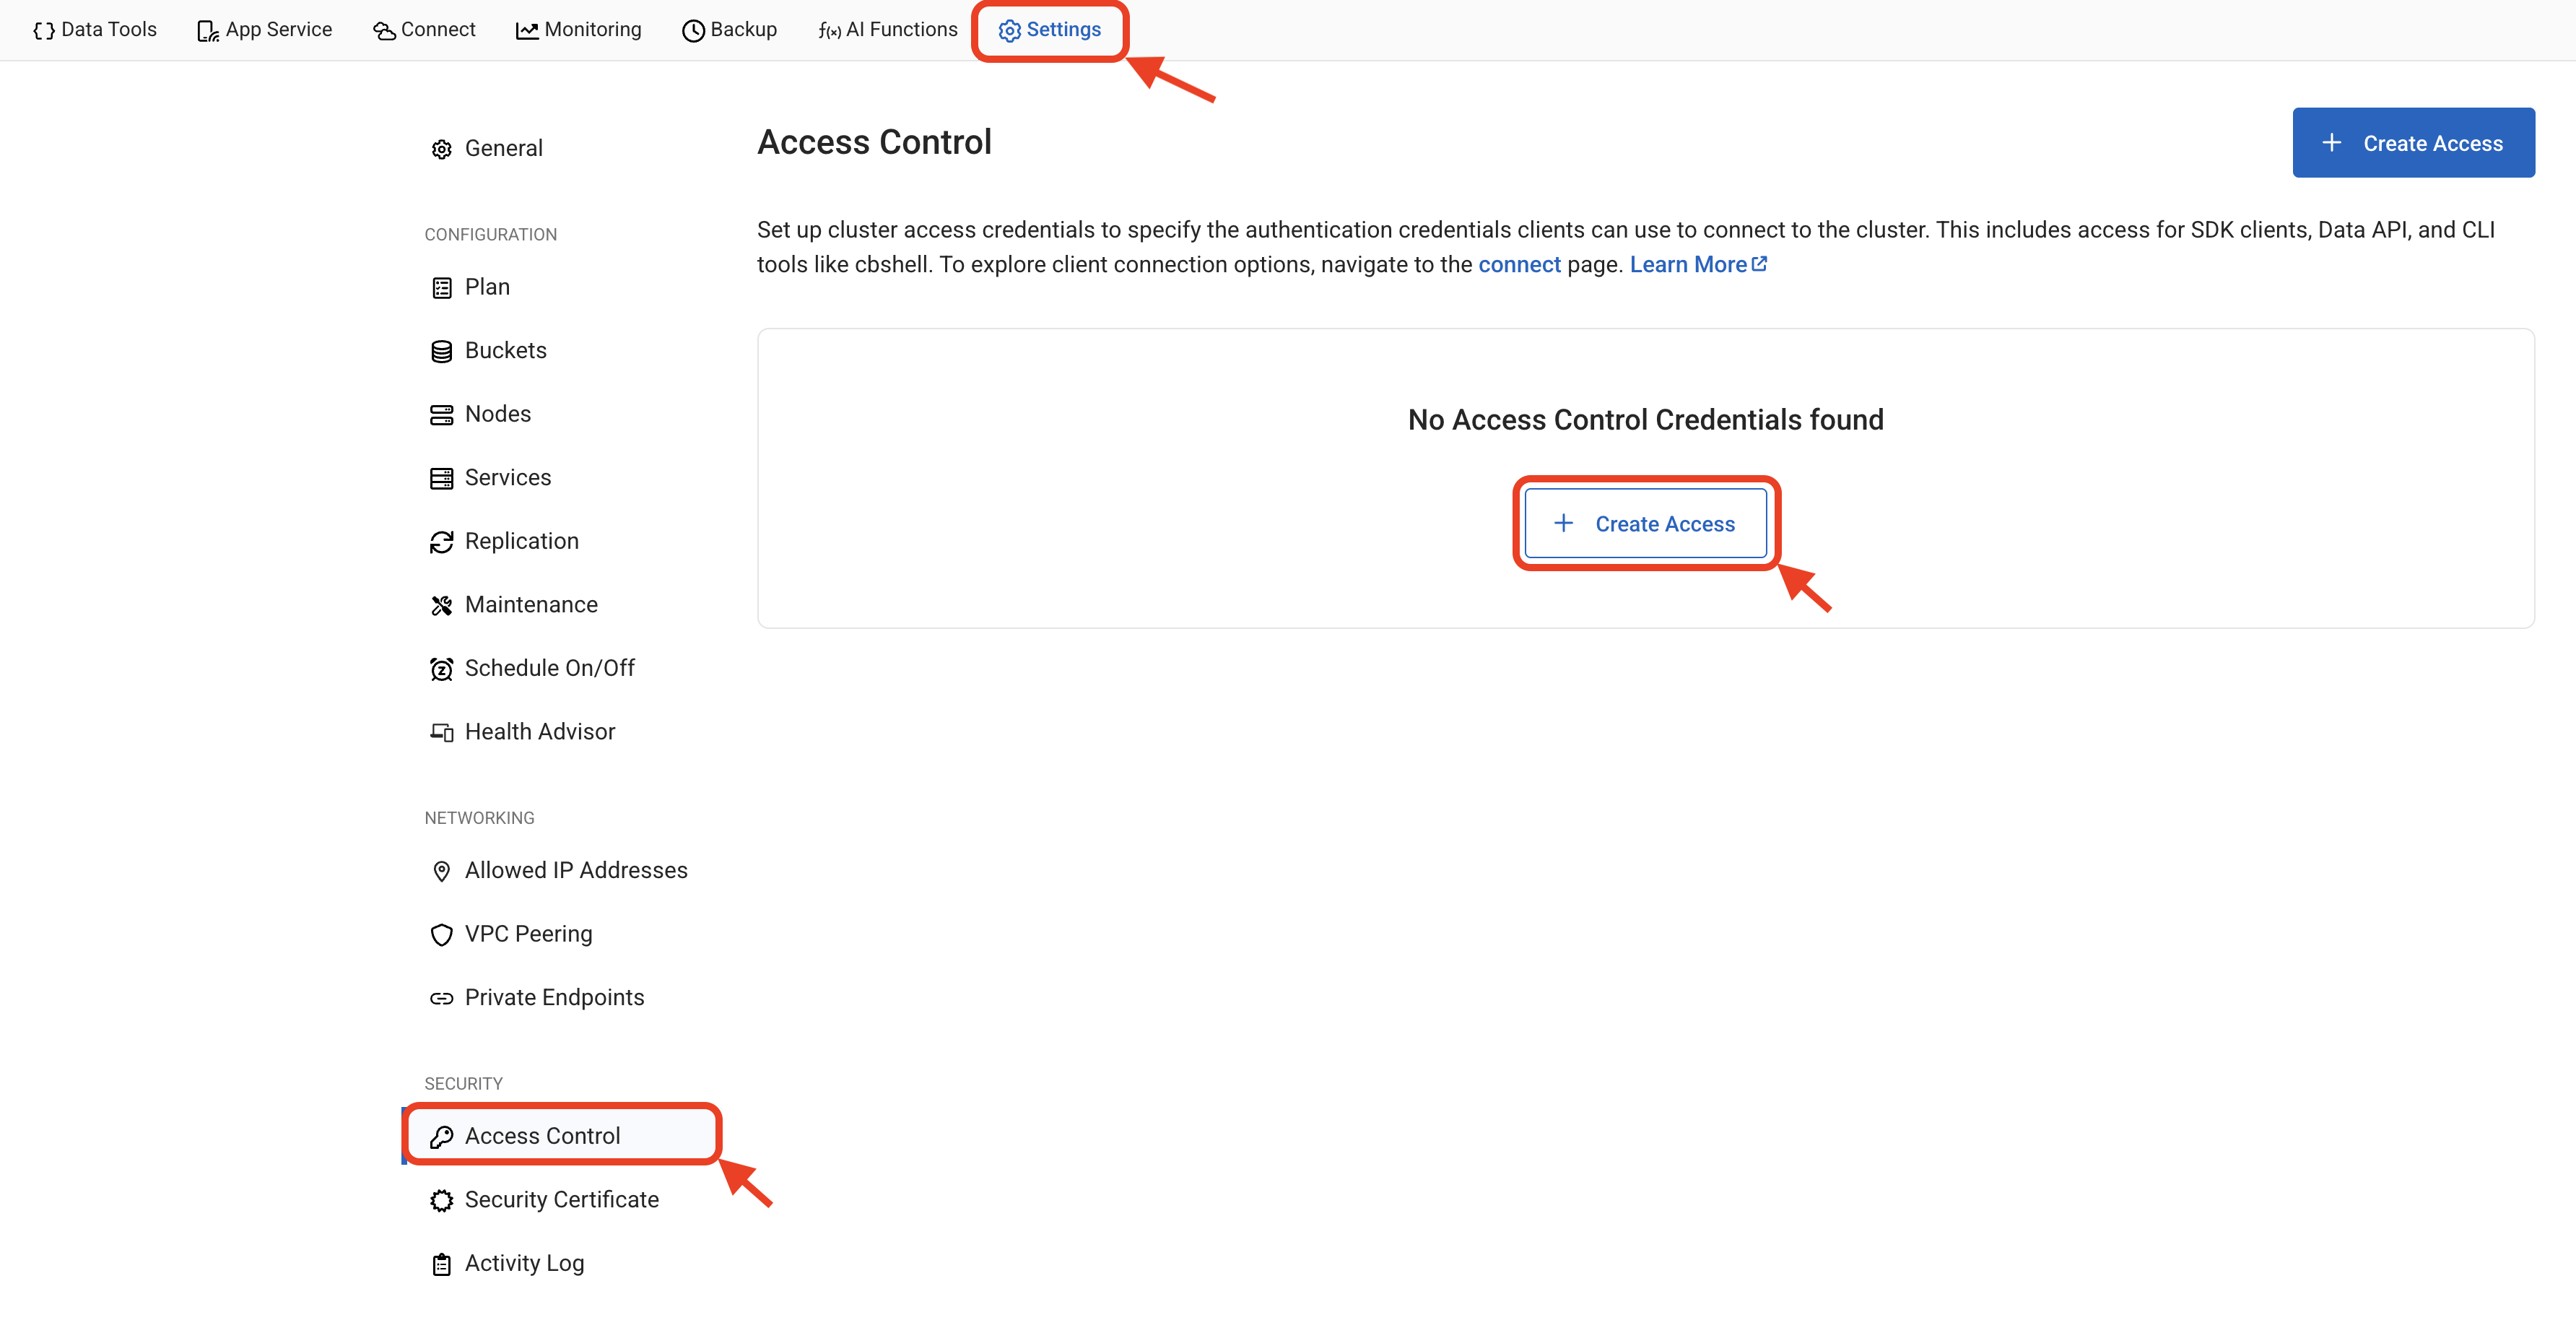 Data Tools App Service Connect Monitoring Backup f(x) AI Functions Settings
General
CONFIGURATION
Plan
Buckets
Nodes
Services
Replication
Maintenance
Schedule On/Off
Health Advisor
NETWORKING
Allowed IP Addresses
VPC Peering
Private Endpoints
SECURITY
Access Control
Security Certificate
Activity Log
Access Control
+ Create Access
Set up cluster access credentials to specify the authentication credentials clients can use to connect to the cluster. This includes access for SDK clients, Data API, and CLI
tools like cbshell. To explore client connection options, navigate to the connect page. Learn More
No Access Control Credentials found
+ Create Access